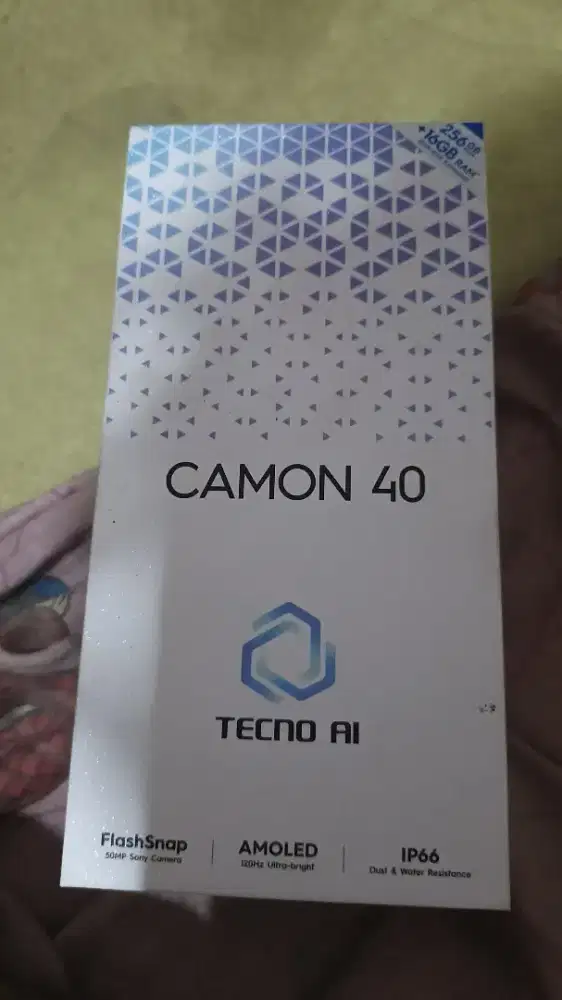 256GB
+16GB RAM*
CAMON 40
TECNO AI
FlashSnap
50MP Sony Camera
AMOLED
120Hz Ultra-bright
IP66
Dust & Water Resistance